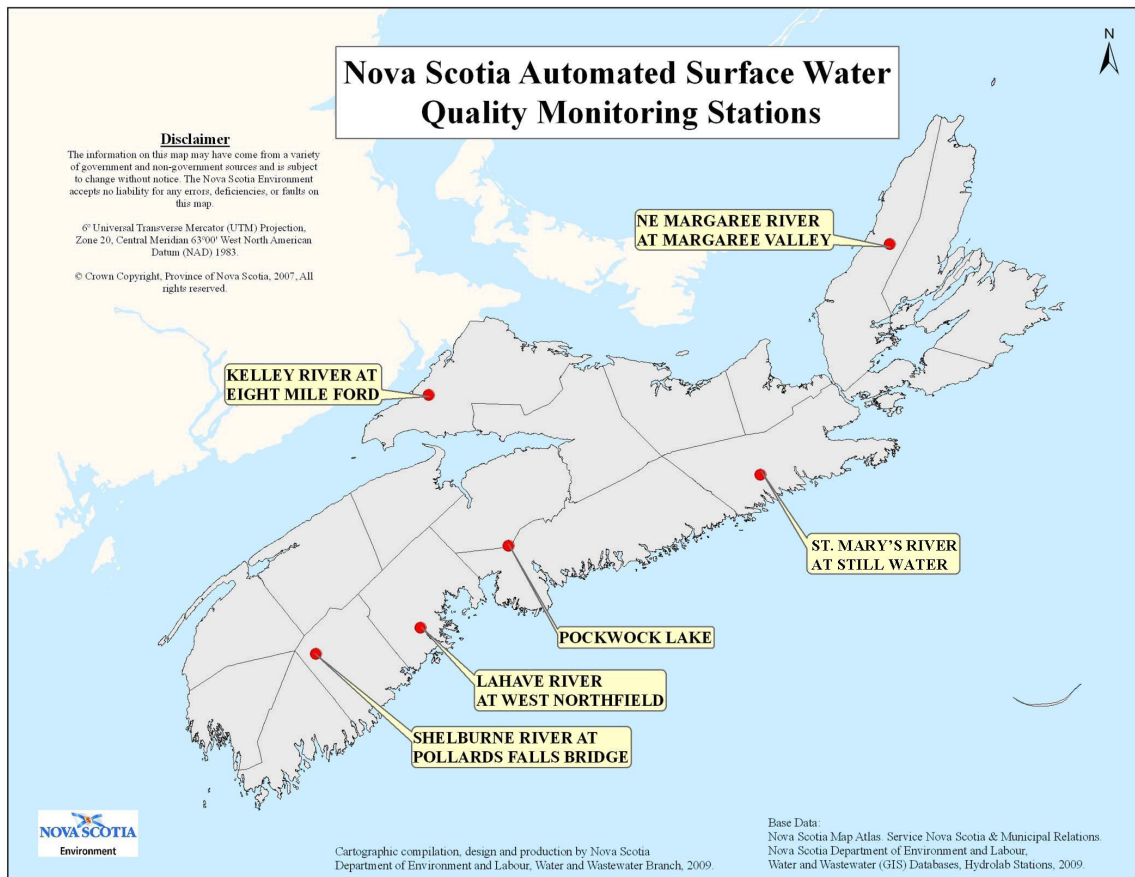 Nova Scotia Automated Surface Water
Quality Monitoring Stations
N
Disclaimer
The information on this map may have come from a variety
of government and non-government sources and is subject
to change without notice. The Nova Scotia Environment
accepts no liability for any errors, deficiencies, or faults on
this map.
6° Universal Transverse Mercator (UTM) Projection,
Zone 20, Central Meridian 63°00' West North American
Datum (NAD) 1983.
© Crown Copyright, Province of Nova Scotia, 2007, All
rights reserved.
NE MARGAREE RIVER
AT MARGAREE VALLEY
KELLEY RIVER AT
EIGHT MILE FORD
ST. MARY’S RIVER
AT STILL WATER
POCKWOCK LAKE
LAHAVE RIVER
AT WEST NORTHFIELD
SHELBURNE RIVER AT
POLLARDS FALLS BRIDGE
NOVA SCOTIA
Environment
Cartographic compilation, design and production by Nova Scotia
Department of Environment and Labour, Water and Wastewater Branch, 2009.
Base Data:
Nova Scotia Map Atlas. Service Nova Scotia & Municipal Relations.
Nova Scotia Department of Environment and Labour,
Water and Wastewater (GIS) Databases, Hydrolab Stations, 2009.